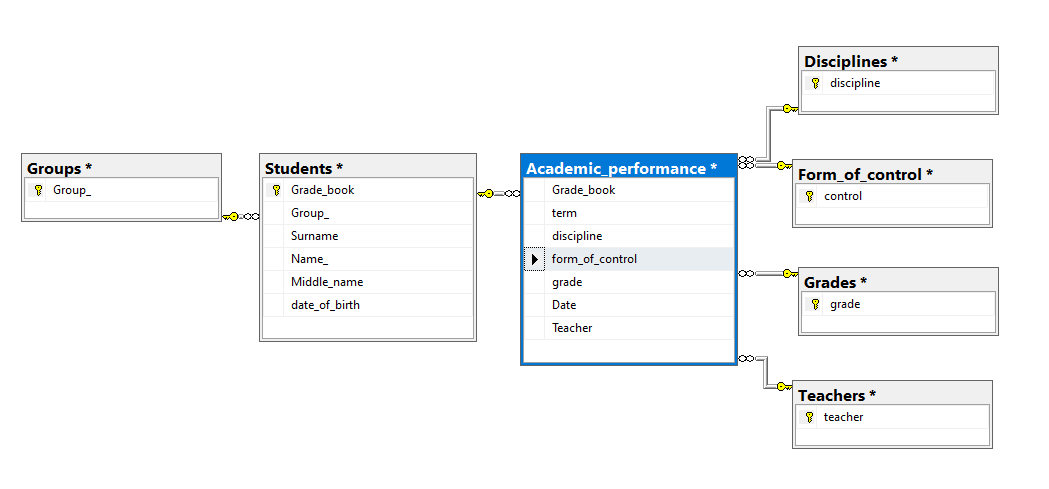 Groups *
Group_
Students *
Grade_book
Group_
Surname
Name_
Middle_name
date_of_birth
Academic_performance *
Grade_book
term
discipline
form_of_control
grade
Date
Teacher
Disciplines *
discipline
Form_of_control *
control
Grades *
grade
Teachers *
teacher